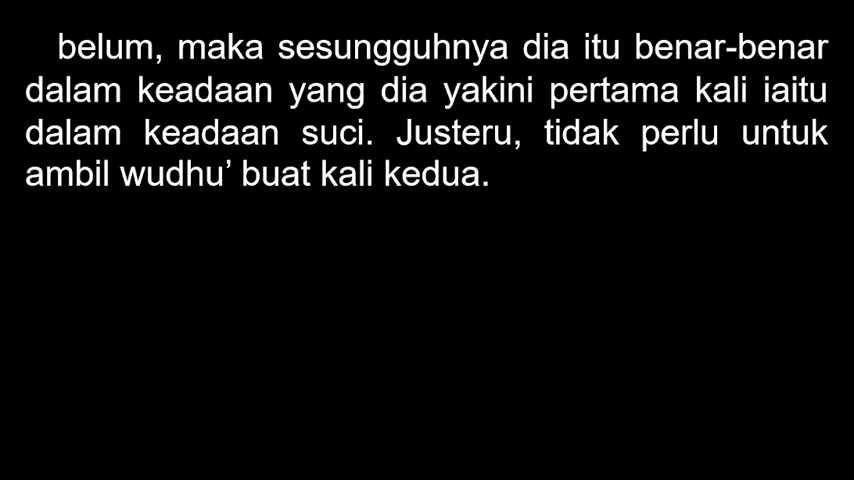 belum, maka sesungguhnya dia itu benar-benar
dalam keadaan yang dia yakini pertama kali iaitu
dalam keadaan suci. Justeru, tidak perlu untuk
ambil wudhu’ buat kali kedua.